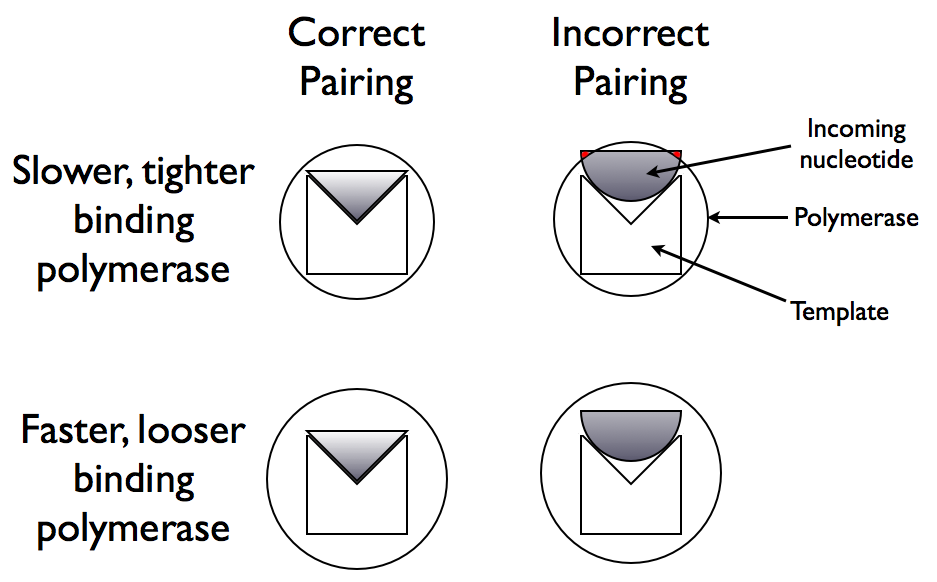 Correct
Pairing
Incorrect
Pairing
Slower, tighter
binding
polymerase
Incoming
nucleotide
Polymerase
Template
Faster, looser
binding
polymerase